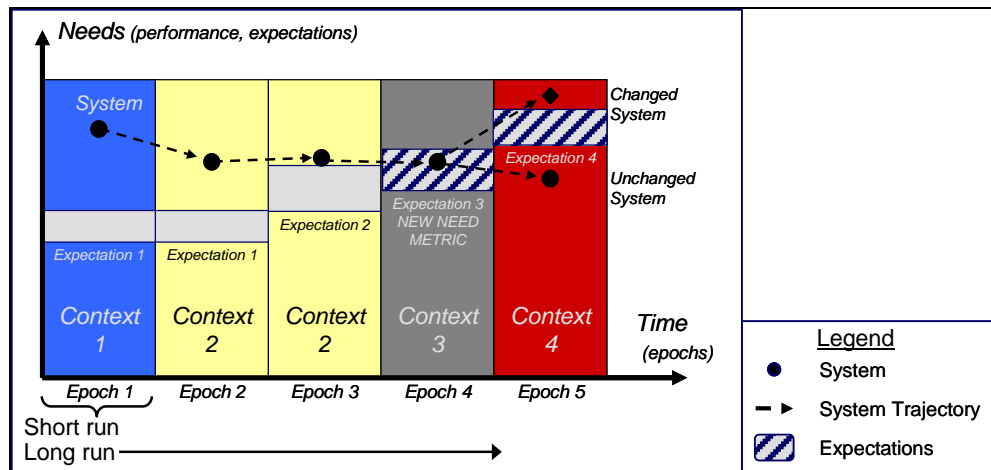 Needs (performance, expectations)
System
Changed
System
Unchanged
System
Expectation 1
Expectation 1
Expectation 2
Expectation 3
NEW NEED
METRIC
Expectation 4
Context
1
Context
2
Context
2
Context
3
Context
4
Time
(epochs)
Epoch 1
Epoch 2
Epoch 3
Epoch 4
Epoch 5
Short run
Long run
Legend
System
System Trajectory
Expectations